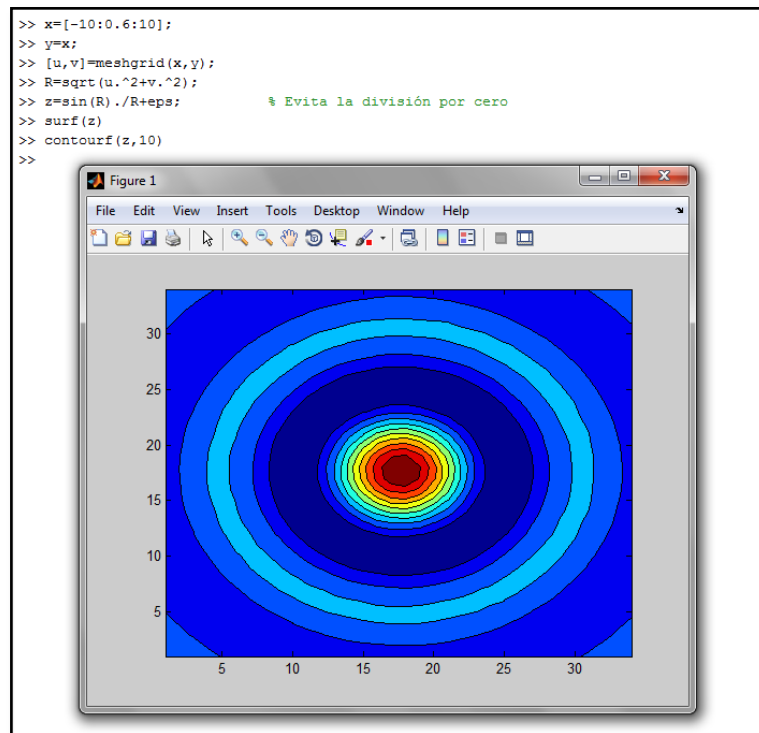 >> x=[-10:0.6:10];
>> y=x;
>> [u,v]=meshgrid(x,y);
>> R=sqrt(u.^2+v.^2);
>> z=sin(R)./R+eps; % Evita la división por cero
>> surf(z)
>> contourf(z,10)
>>
Figure 1
File Edit View Insert Tools Desktop Window Help
30
25
20
15
10
5
5 10 15 20 25 30